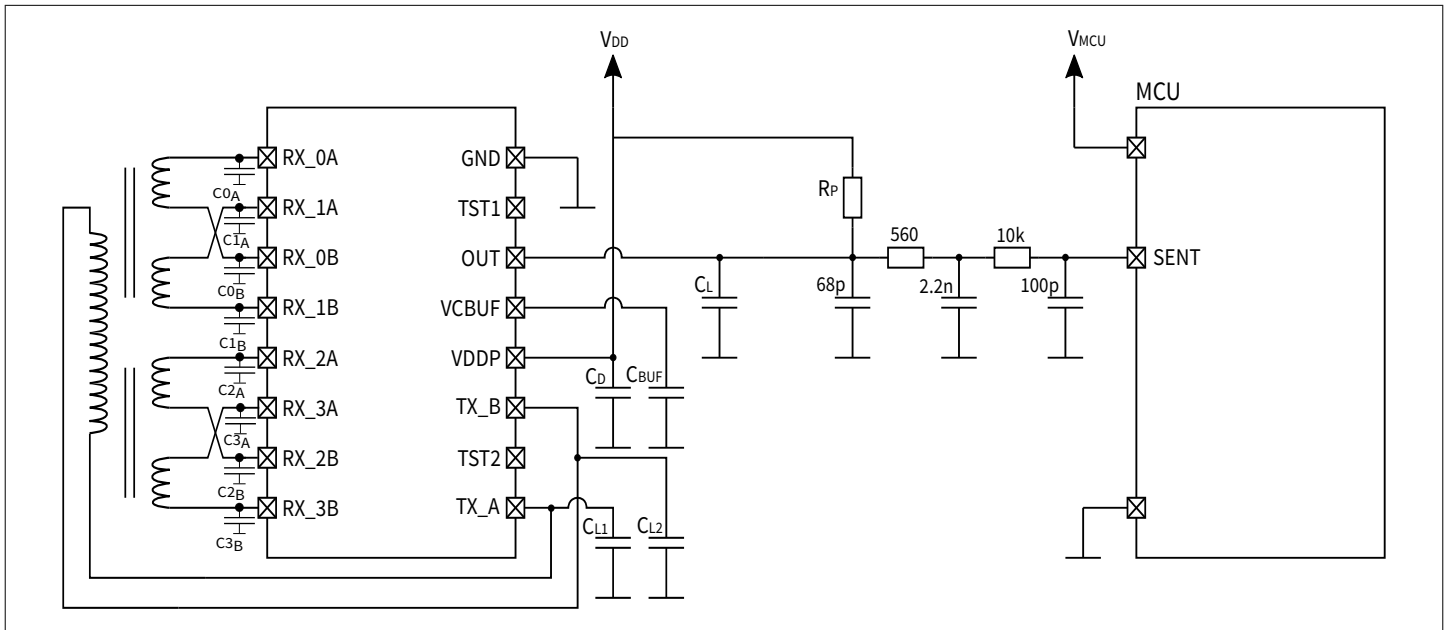 VDD
VMCU
MCU
RX_0A
C0A
RX_1A
C1A
RX_0B
C0B
RX_1B
C1B
RX_2A
C2A
RX_3A
C3A
RX_2B
C2B
RX_3B
C3B
GND
TST1
OUT
VCBUF
VDDP
TX_B
TST2
TX_A
RP
560
10k
CL
68p
2.2n
100p
CD
CBUF
CL1
CL2
SENT